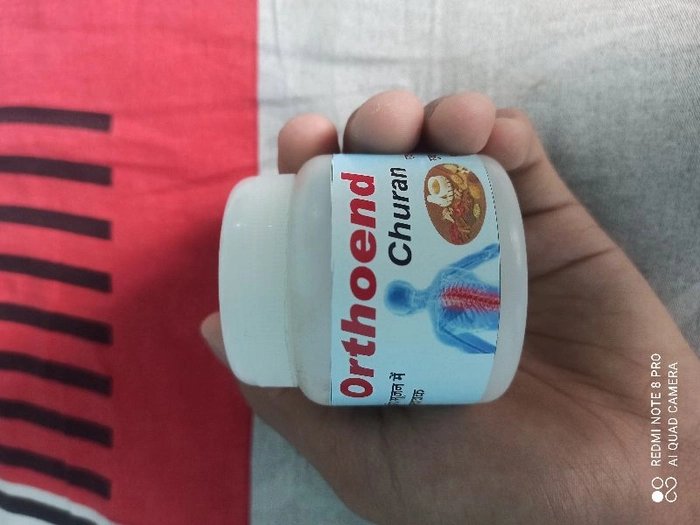 Orthoend
Churan
में
REDMI NOTE 8 PRO
AI QUAD CAMERA